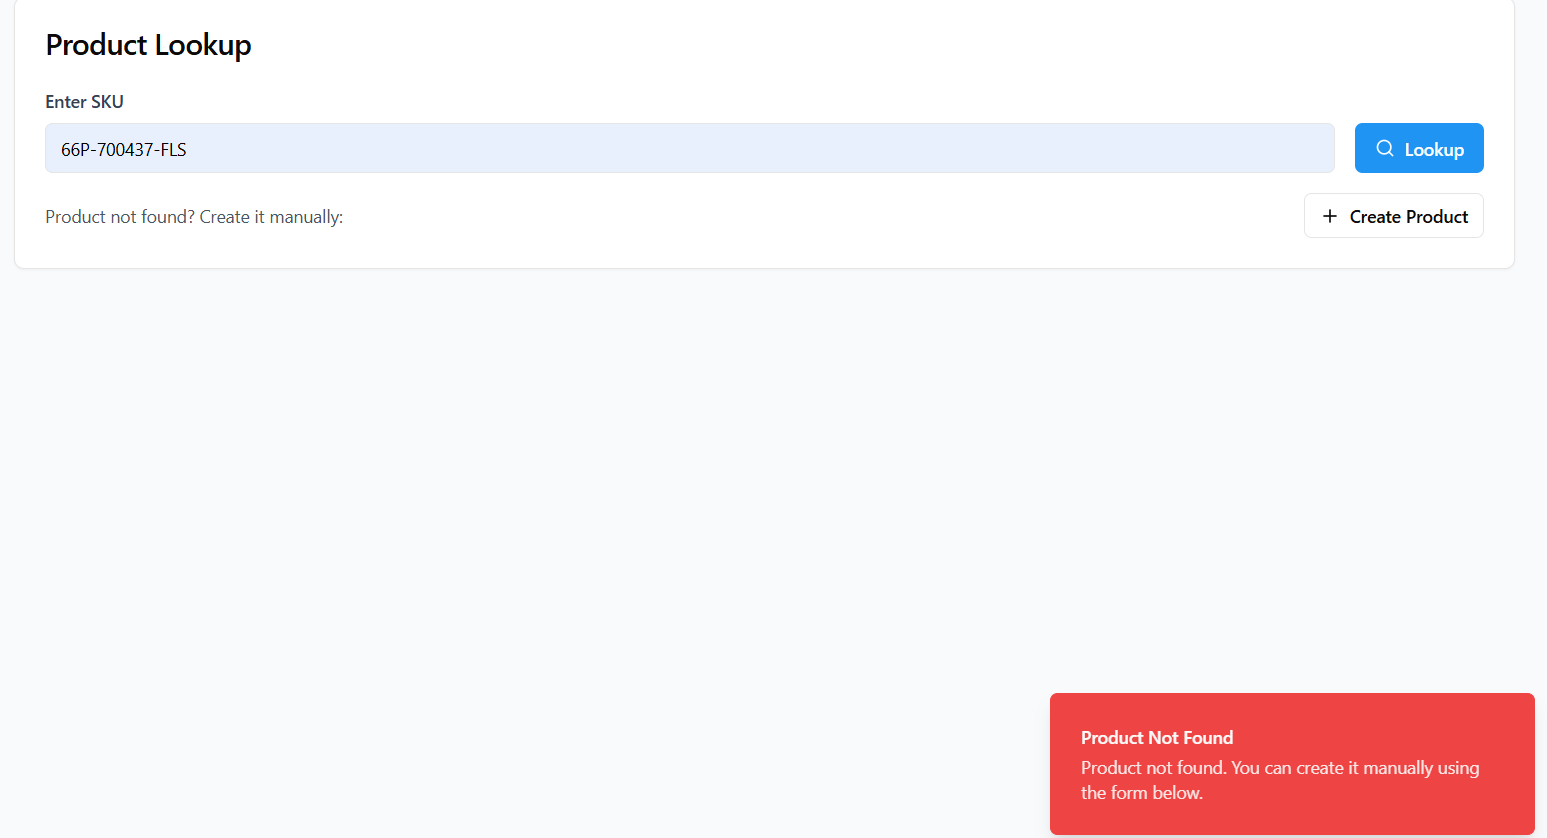 Product Lookup
Enter SKU
66P-700437-FLS
Lookup
Product not found? Create it manually:
Create Product
Product Not Found
Product not found. You can create it manually using
the form below.